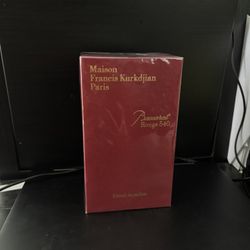 Maison
Francis Kurkdjian
Paris
Baccarat
Rouge 540
Extrait de parfum